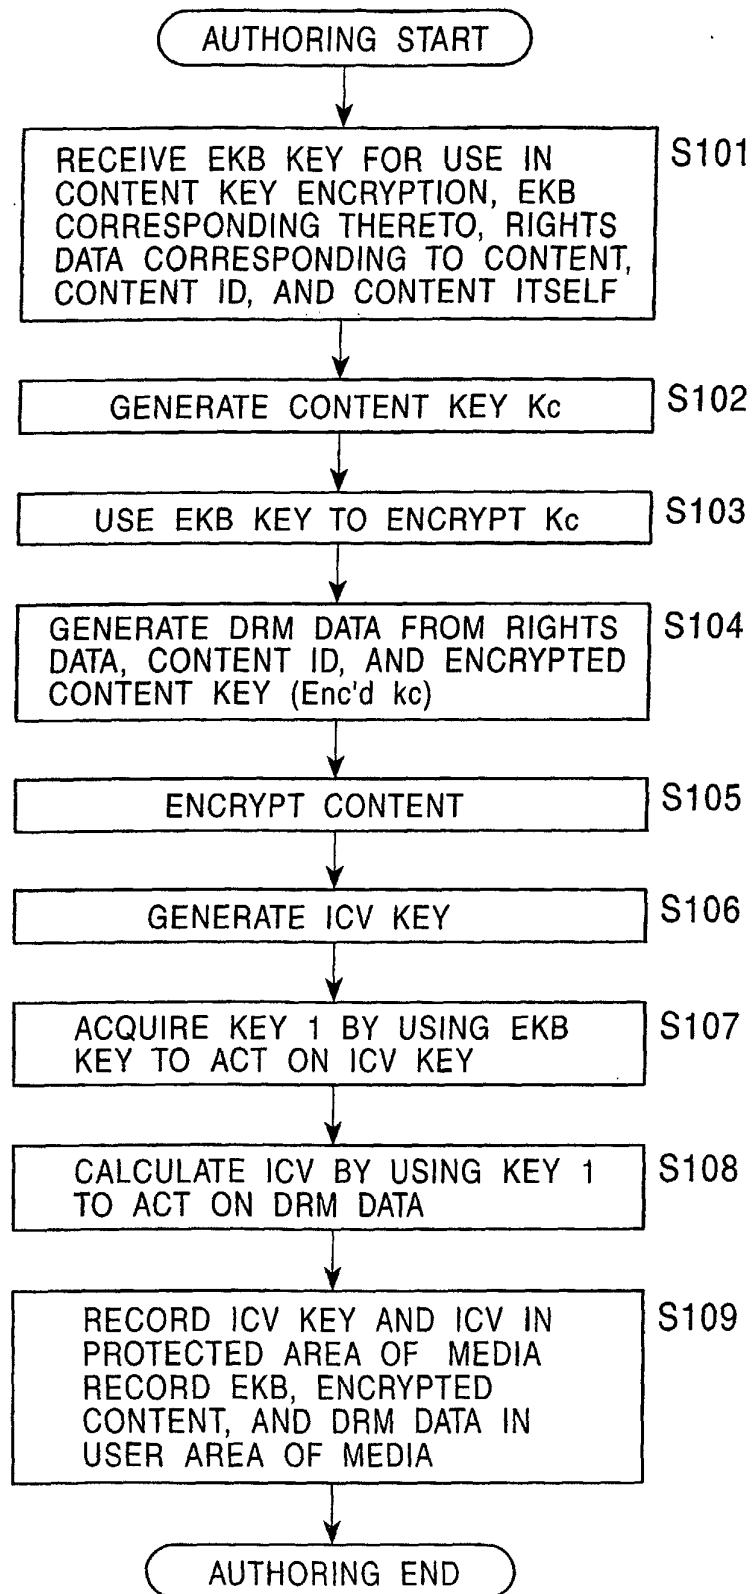 AUTHORING START
RECEIVE EKB KEY FOR USE IN
CONTENT KEY ENCRYPTION, EKB
CORRESPONDING THERETO, RIGHTS
DATA CORRESPONDING TO CONTENT,
CONTENT ID, AND CONTENT ITSELF
S101
GENERATE CONTENT KEY Kc
S102
USE EKB KEY TO ENCRYPT Kc
S103
GENERATE DRM DATA FROM RIGHTS
DATA, CONTENT ID, AND ENCRYPTED
CONTENT KEY (Enc'd kc)
S104
ENCRYPT CONTENT
S105
GENERATE ICV KEY
S106
ACQUIRE KEY 1 BY USING EKB
KEY TO ACT ON ICV KEY
S107
CALCULATE ICV BY USING KEY 1
TO ACT ON DRM DATA
S108
RECORD ICV KEY AND ICV IN
PROTECTED AREA OF MEDIA
RECORD EKB, ENCRYPTED
CONTENT, AND DRM DATA IN
USER AREA OF MEDIA
S109
AUTHORING END